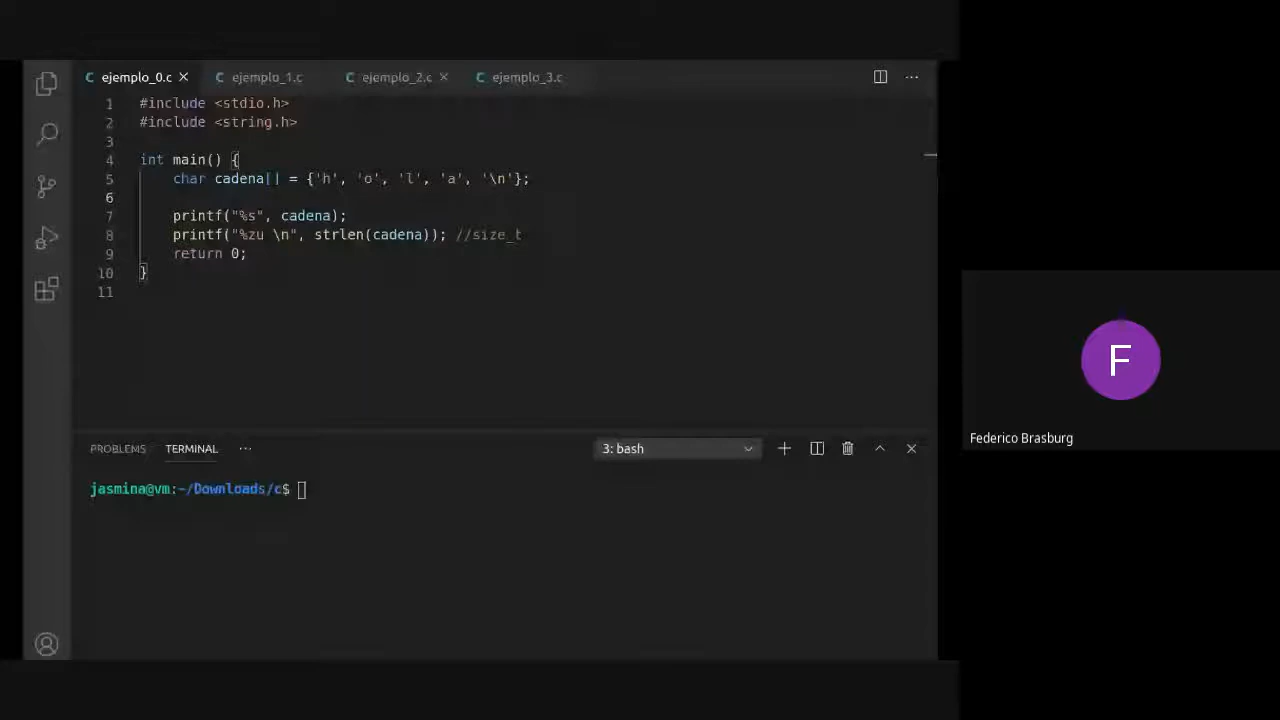 ejemplo_0.c
ejemplo_1.c
ejemplo_2.c
ejemplo_3.c
1 #include <stdio.h>
2 #include <string.h>
3
4 int main() {
5 char cadena[] = {'h', 'o', 'l', 'a', '\n'};
6
7 printf("%s", cadena);
8 printf("%zu \n", strlen(cadena)); //size_t
9 return 0;
10 }
11
PROBLEMS TERMINAL ··· 3: bash
jasmina@vm:~/Downloads/c$
F
Federico Brasburg